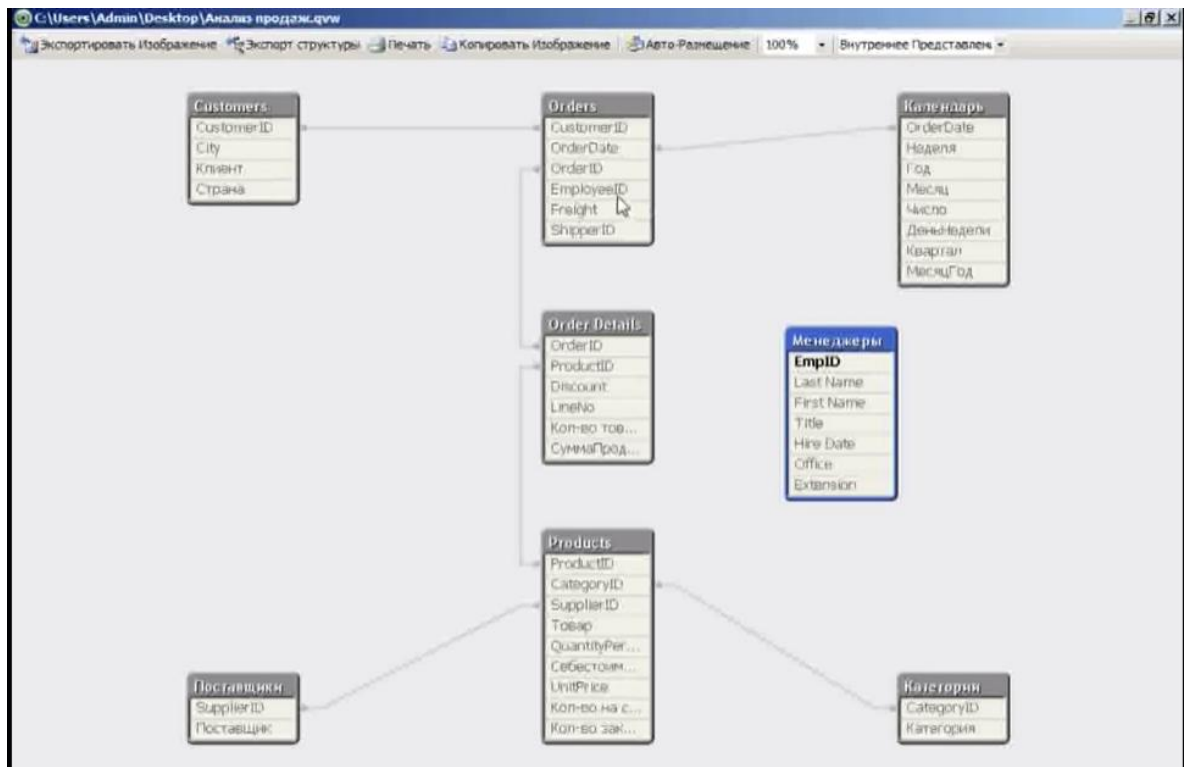 C:\Users\Admin\Desktop\Анализ продаж.qvw
Экспортировать Изображение Экспорт структуры Печать Копировать Изображение Авто-Размещение 100% Внутреннее Представлен
Customers
CustomerID
City
Клиент
Страна
Orders
CustomerID
OrderDate
OrderID
EmployeeID
Freight
ShipperID
Календарь
OrderDate
Неделя
Год
Месяц
Число
ДеньНедели
Квартал
МесяцГод
Order Details
OrderID
ProductID
Discount
LineNo
Кол-во тов...
СуммаПрод...
Менеджеры
EmpID
Last Name
First Name
Title
Hire Date
Office
Extension
Products
ProductID
CategoryID
SupplierID
Товар
QuantityPer...
Себестоим...
UnitPrice
Кол-во на с...
Кол-во зак...
Поставщики
SupplierID
Поставщик
Категории
CategoryID
Категория